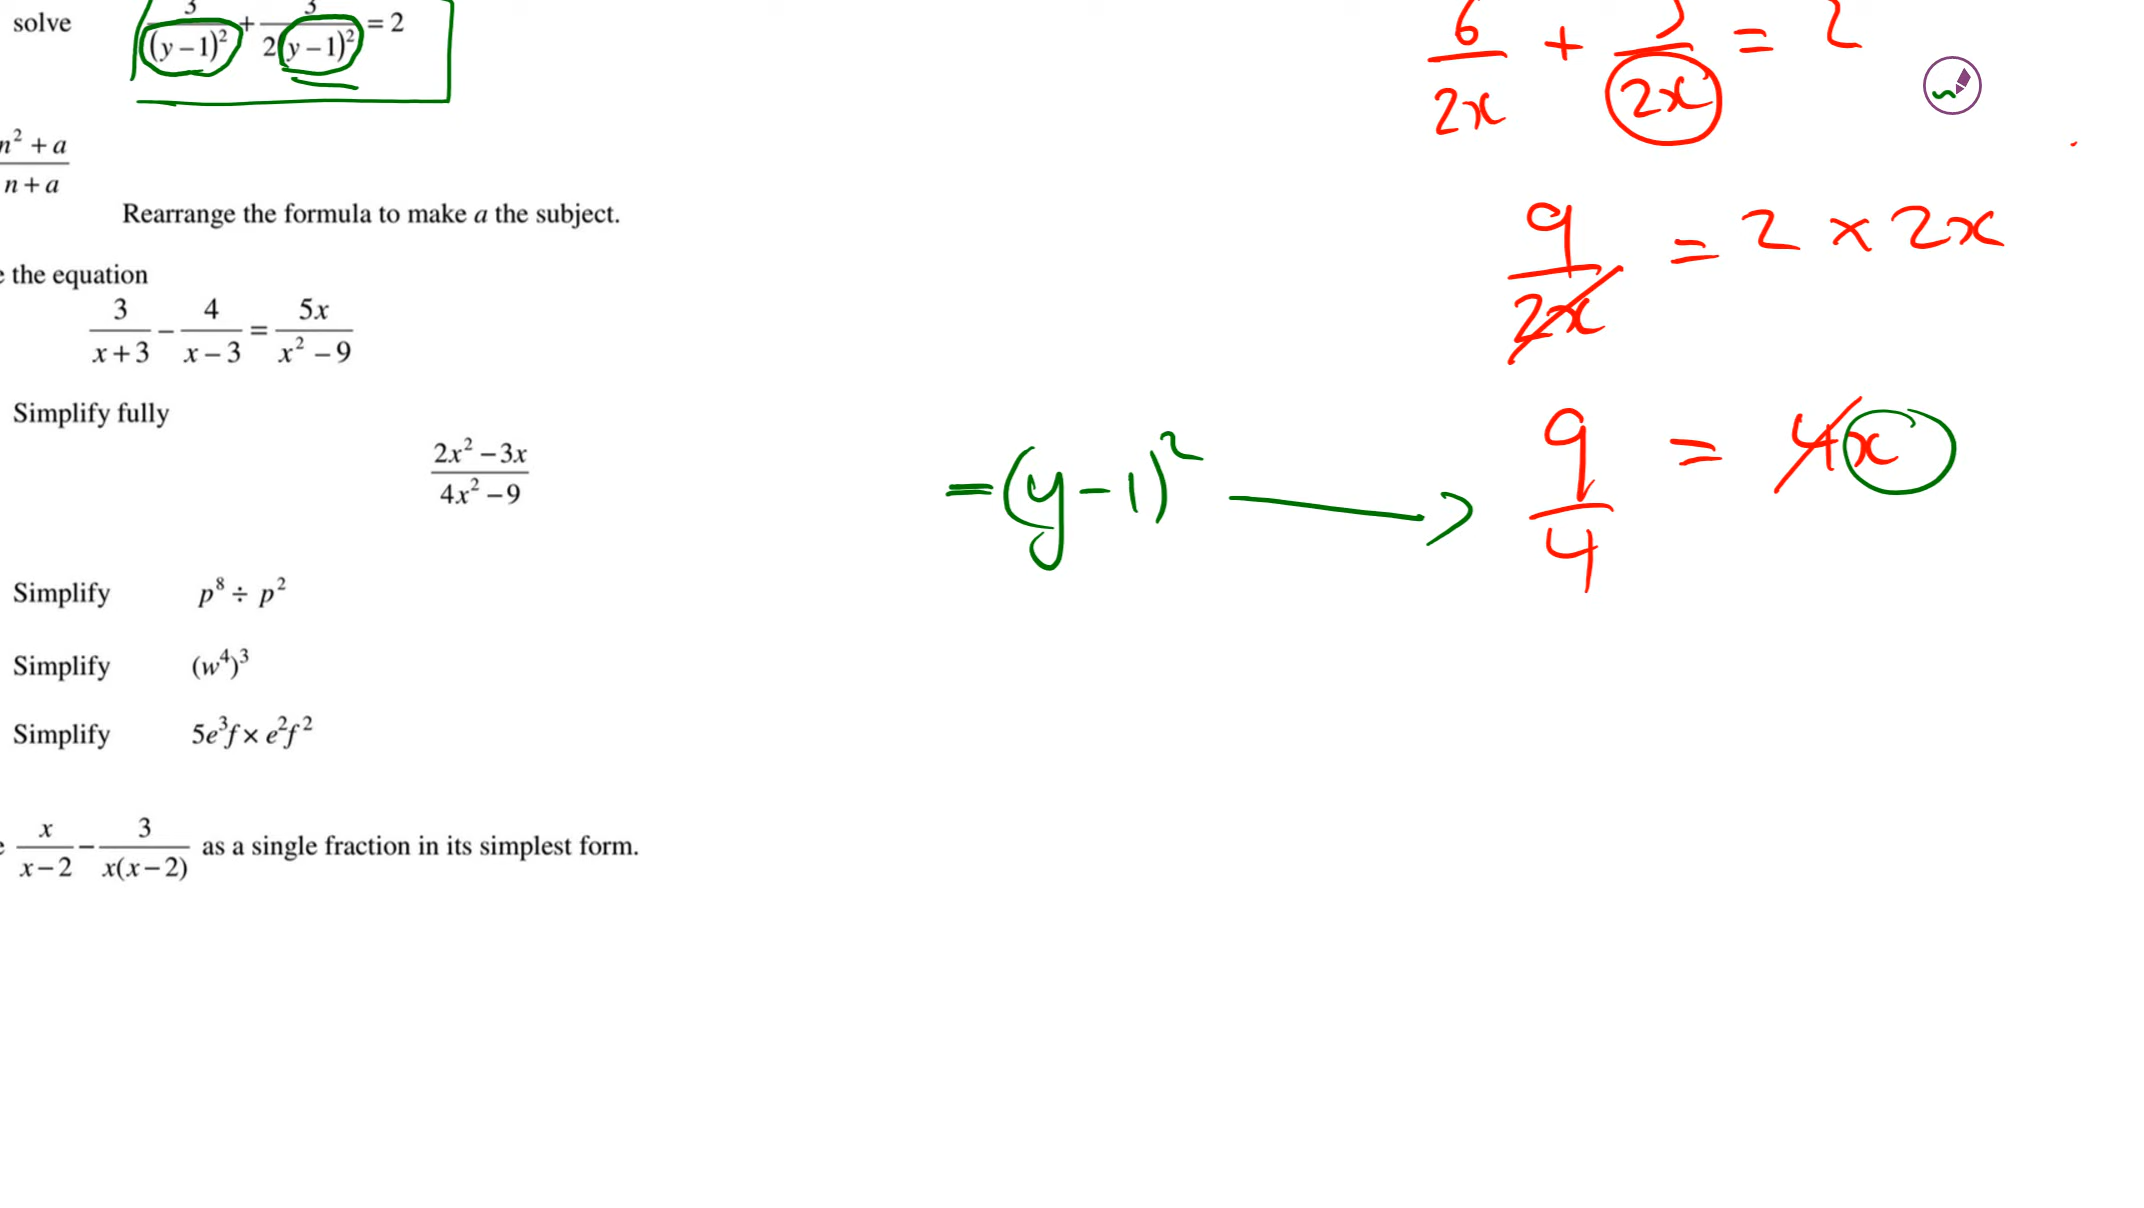 solve 3/(y – 1)² + 3/2(y – 1)² = 2
n² + a / n + a
Rearrange the formula to make a the subject.
the equation
3/(x + 3) – 4/(x – 3) = 5x/(x² – 9)
Simplify fully
2x² – 3x / 4x² – 9
Simplify p⁸ ÷ p²
Simplify (w⁴)³
Simplify 5e³f × e²f²
x/(x – 2) – 3/x(x – 2) as a single fraction in its simplest form.
6/2x + 3/2x = 2
9/2x = 2 × 2x
= (y – 1)²
9/4 = 4x